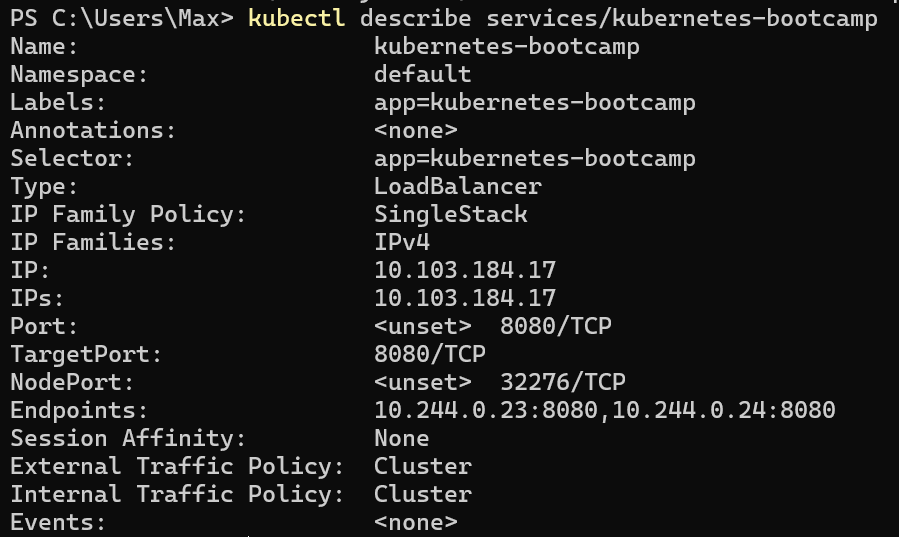 PS C:\Users\Max> kubectl describe services/kubernetes-bootcamp
Name:                     kubernetes-bootcamp
Namespace:                default
Labels:                   app=kubernetes-bootcamp
Annotations:              <none>
Selector:                 app=kubernetes-bootcamp
Type:                     LoadBalancer
IP Family Policy:         SingleStack
IP Families:              IPv4
IP:                       10.103.184.17
IPs:                      10.103.184.17
Port:                     <unset>  8080/TCP
TargetPort:               8080/TCP
NodePort:                 <unset>  32276/TCP
Endpoints:                10.244.0.23:8080,10.244.0.24:8080
Session Affinity:         None
External Traffic Policy:  Cluster
Internal Traffic Policy:  Cluster
Events:                   <none>